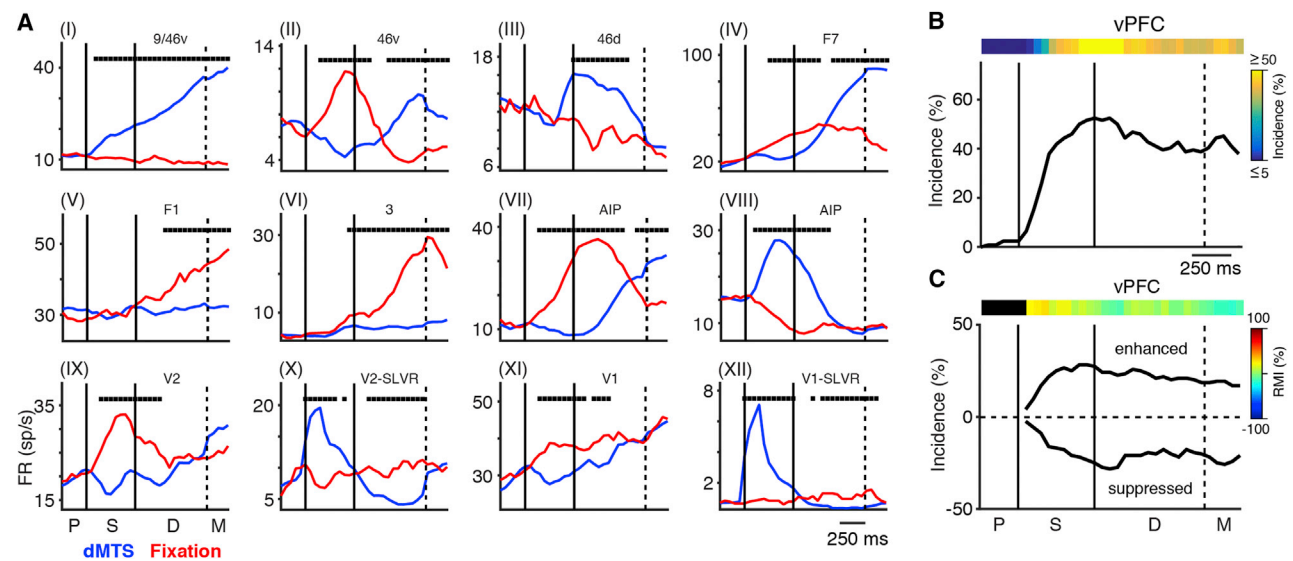 A
(I)
9/46v
40
10
(II)
46v
14
4
(III)
46d
18
6
(IV)
F7
100
20
(V)
F1
50
30
(VI)
3
30
10
(VII)
AIP
40
10
(VIII)
AIP
30
10
(IX)
V2
35
15
FR (sp/s)
P S D M
(X)
V2-SLVR
20
5
(XI)
V1
50
30
(XII)
V1-SLVR
8
2
250 ms
dMTS Fixation
B
vPFC
≥50
≤5
Incidence (%)
60
40
20
0
Incidence (%)
250 ms
C
vPFC
100
-100
RMI (%)
50
0
-50
Incidence (%)
enhanced
suppressed
P S D M